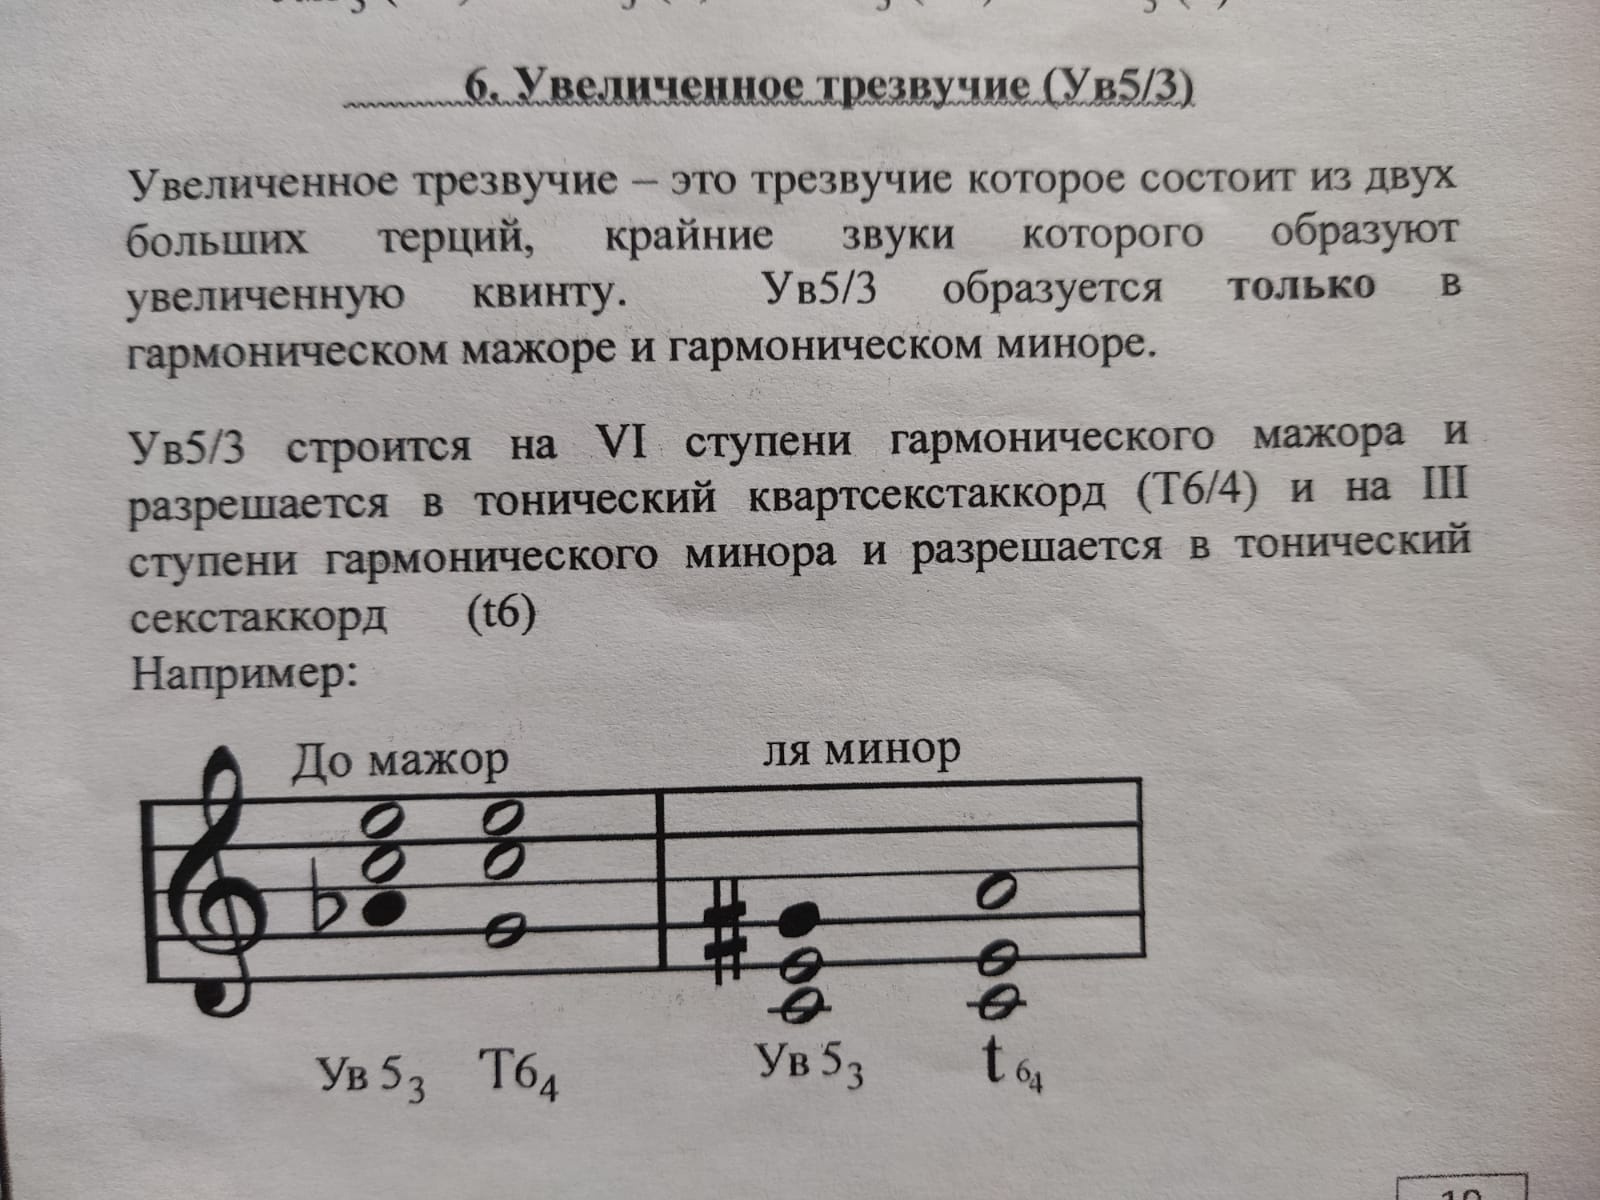 6. Увеличенное трезвучие (Ув5/3)
Увеличенное трезвучие – это трезвучие которое состоит из двух
больших терций, крайние звуки которого образуют
увеличенную квинту. Ув5/3 образуется только в
гармоническом мажоре и гармоническом миноре.
Ув5/3 строится на VI ступени гармонического мажора и
разрешается в тонический квартсекстаккорд (Т6/4) и на III
ступени гармонического минора и разрешается в тонический
секстаккорд (t6)
Например:
До мажор ля минор
Ув 53 Т64 Ув 53 t 64